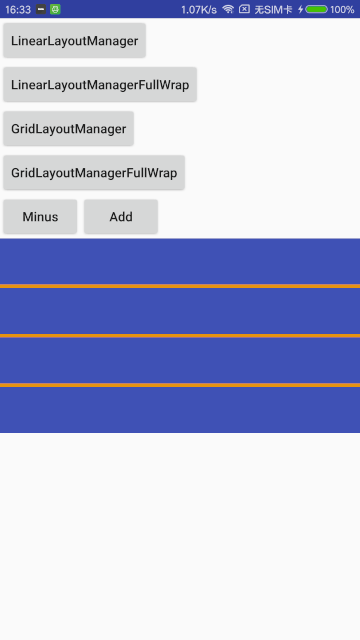 16:33 1.07K/s 无SIM卡 100%
LinearLayoutManager
LinearLayoutManagerFullWrap
GridLayoutManager
GridLayoutManagerFullWrap
Minus Add